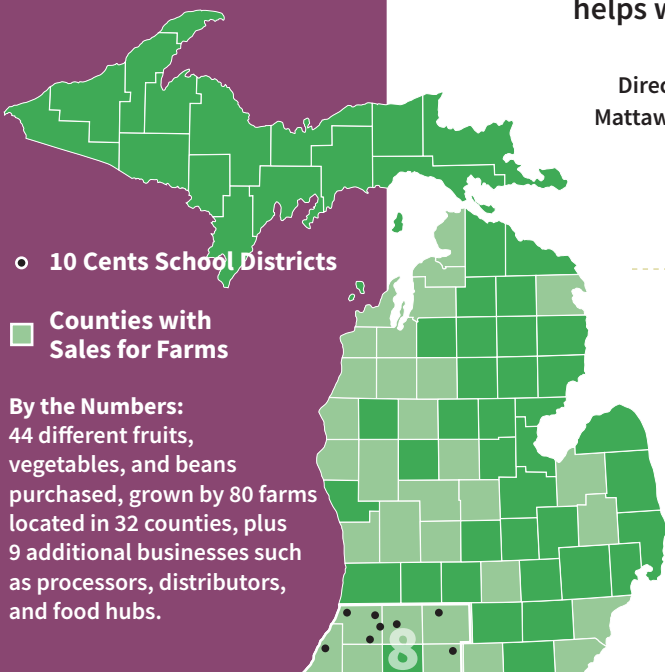 helps
Mattaw
10 Cents School Districts
Counties with
Sales for Farms
By the Numbers:
44 different fruits,
vegetables, and beans
purchased, grown by 80 farms
located in 32 counties, plus
9 additional businesses such
as processors, distributors,
and food hubs.
8